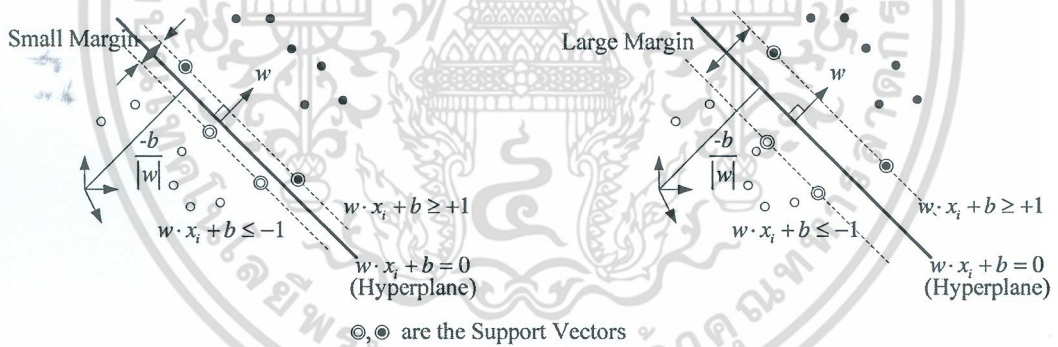 Small Margin
w
-b
|w|
w · x_i + b ≥ +1
w · x_i + b ≤ −1
w · x_i + b = 0
(Hyperplane)
Large Margin
w
-b
|w|
w · x_i + b ≥ +1
w · x_i + b ≤ −1
w · x_i + b = 0
(Hyperplane)
◎, ◉ are the Support Vectors